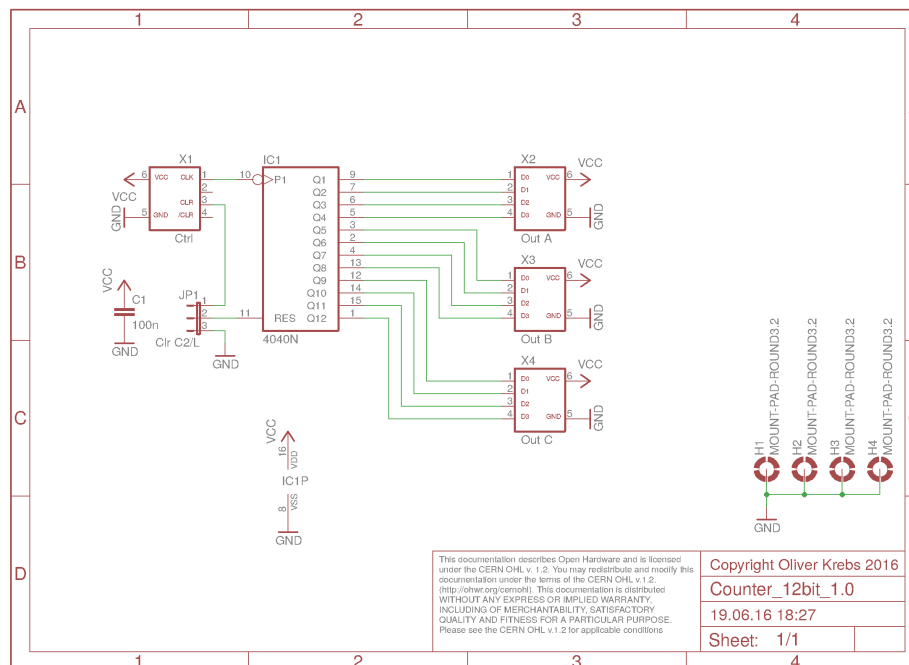 1 2 3 4
A
X1 IC1 X2 VCC
6 VCC CLK 1 10 P1 Q1 9 1 D0 VCC 6
2 Q2 7 2 D1
VCC CLR 3 Q3 6 3 D2
GND 5 GND /CLR 4 Q4 5 4 D3 GND 5 GND
Ctrl Q5 3 Out A
Q6 2
B
Q7 4 X3 VCC
Q8 13 1 D0 VCC 6
VCC Q9 12 2 D1
C1 JP1 1 Q10 14 3 D2
100n 2 11 RES Q11 15 4 D3 GND 5 GND
3 Q12 1
GND Clr C2/L 4040N Out B
GND X4 VCC
1 D0 VCC 6
2 D1
3 D2
C
4 D3 GND 5 GND
Out C
VCC
16 VDD
IC1P
8 VSS
GND
H1 MOUNT-PAD-ROUND3.2
H2 MOUNT-PAD-ROUND3.2
H3 MOUNT-PAD-ROUND3.2
H4 MOUNT-PAD-ROUND3.2
GND
D
This documentation describes Open Hardware and is licensed
under the CERN OHL v. 1.2. You may redistribute and modify this
documentation under the terms of the CERN OHL v.1.2.
(http://ohwr.org/cernohl). This documentation is distributed
WITHOUT ANY EXPRESS OR IMPLIED WARRANTY,
INCLUDING OF MERCHANTABILITY, SATISFACTORY
QUALITY AND FITNESS FOR A PARTICULAR PURPOSE.
Please see the CERN OHL v.1.2 for applicable conditions
Copyright Oliver Krebs 2016
Counter_12bit_1.0
19.06.16 18:27
Sheet: 1/1
1 2 3 4